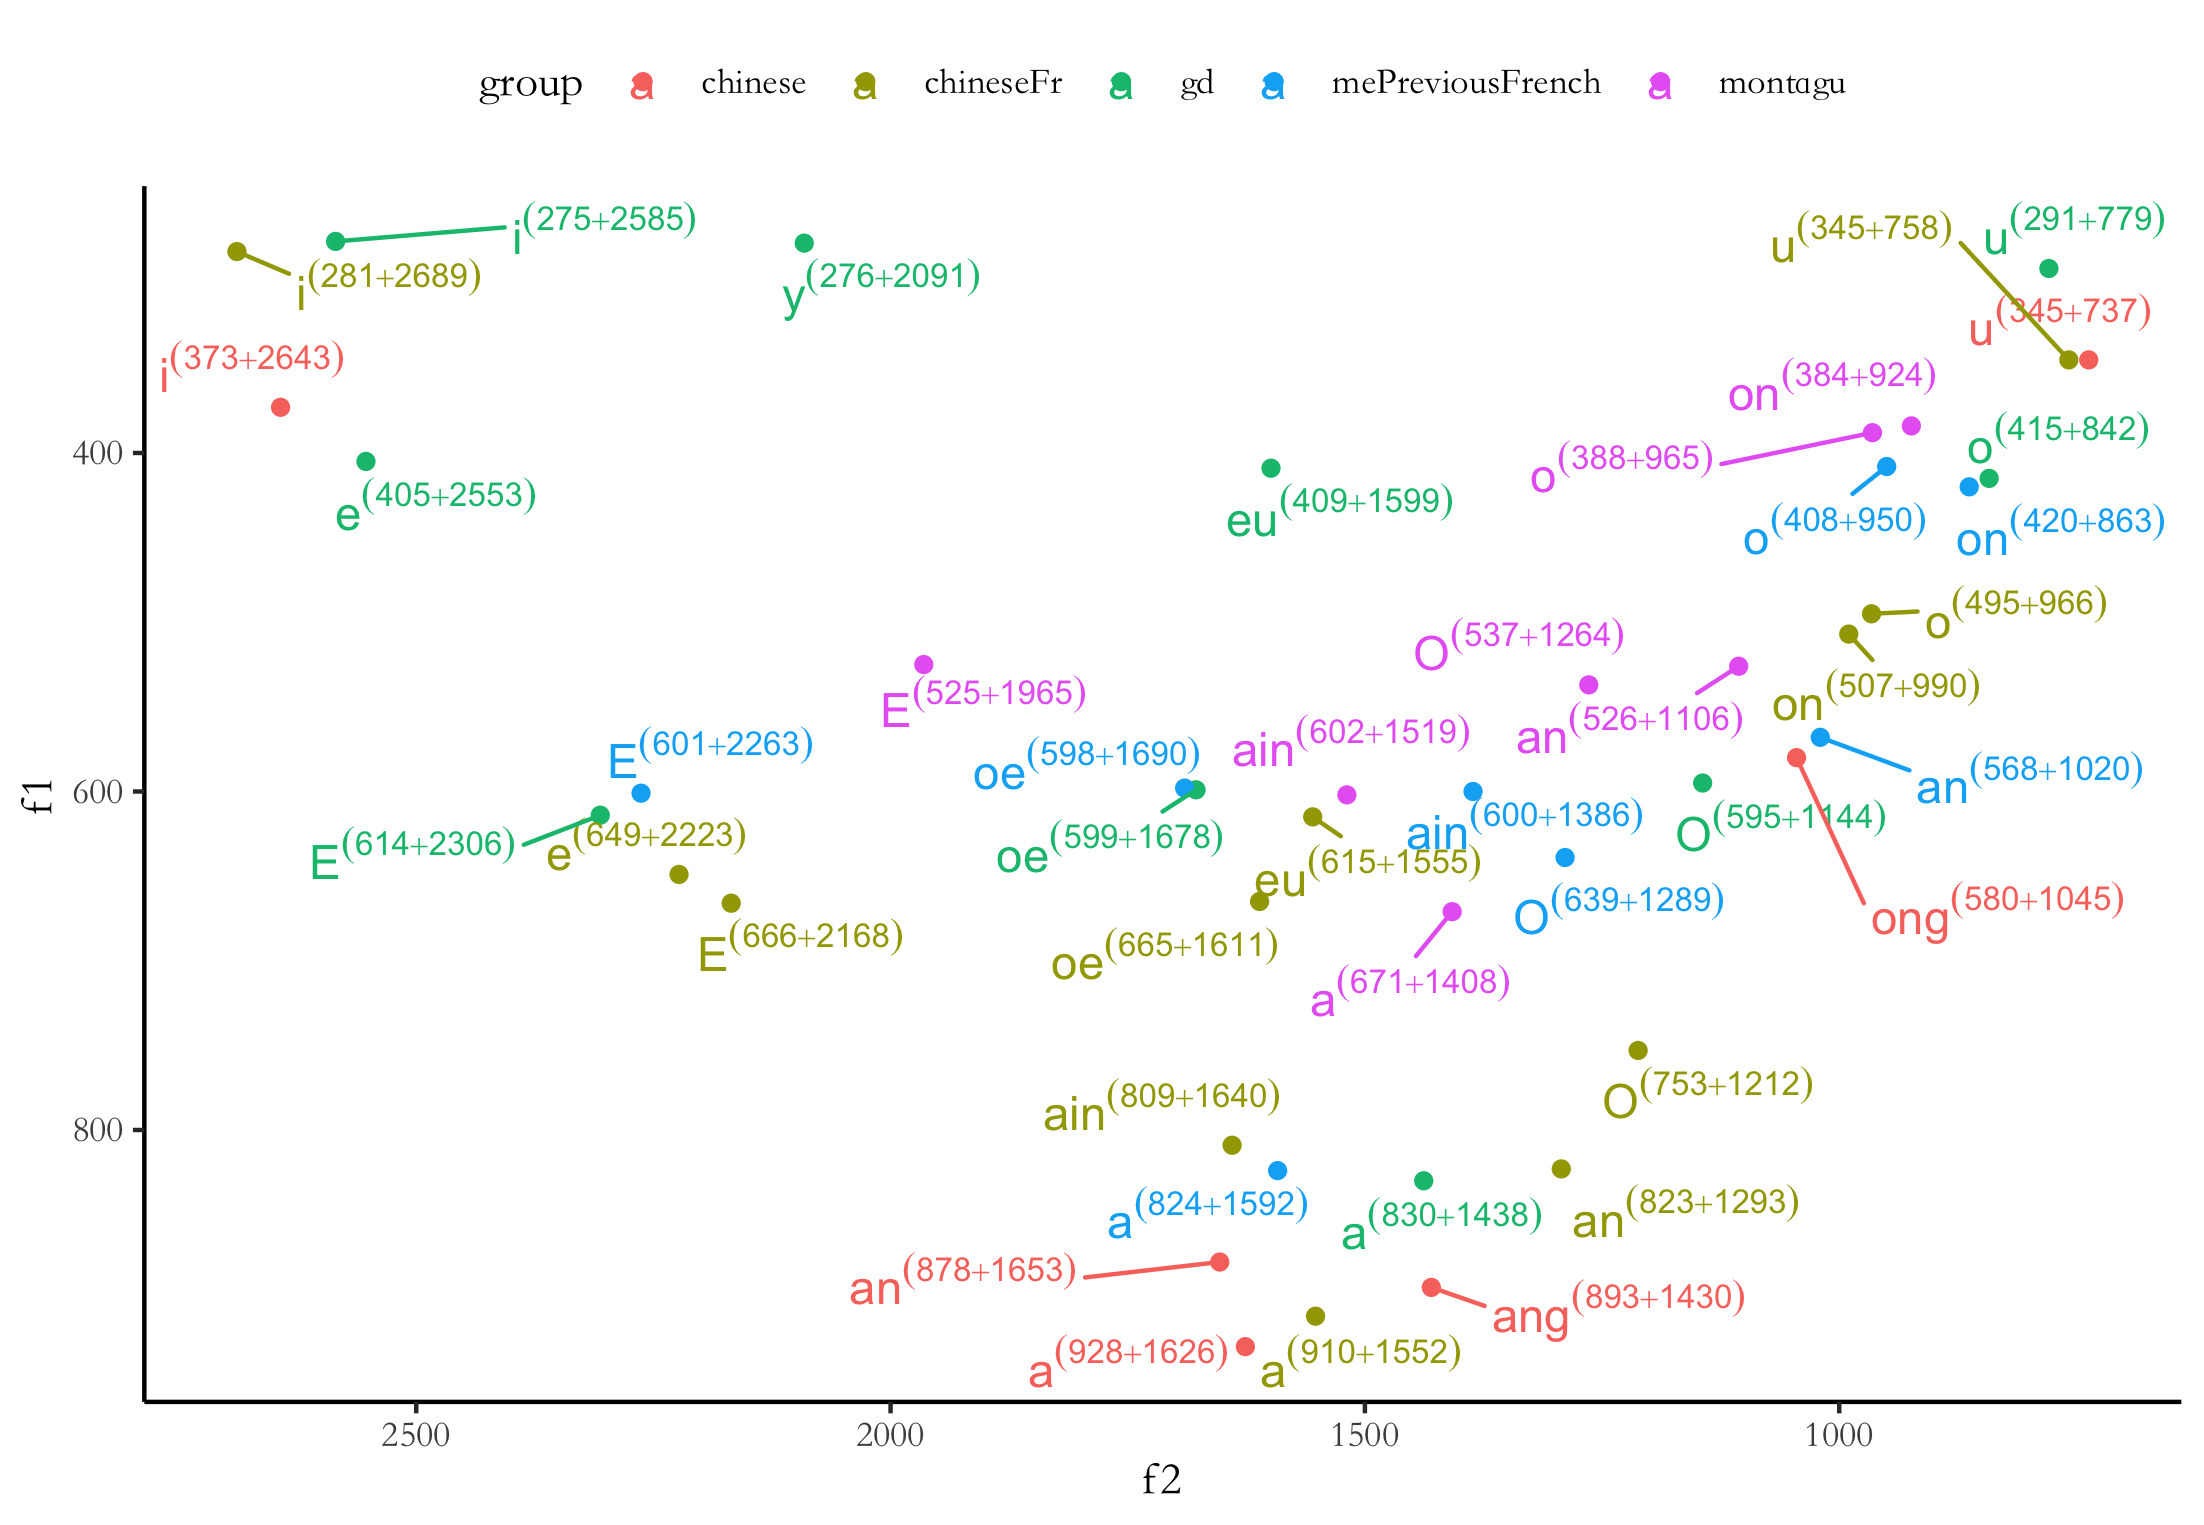 group a chinese a chineseFr a gd a mePreviousFrench a montagu
i(275+2585)
u(345+758)
u(291+779)
i(281+2689)
y(276+2091)
u(345+737)
i(373+2643)
on(384+924)
400
o(415+842)
o(388+965)
e(405+2553)
eu(409+1599)
o(408+950)
on(420+863)
o(495+966)
O(537+1264)
E(525+1965)
on(507+990)
an(526+1106)
E(601+2263)
oe(598+1690)
ain(602+1519)
an(568+1020)
600
f1
ain(600+1386)
O(595+1144)
E(614+2306)
e(649+2223)
oe(599+1678)
eu(615+1555)
O(639+1289)
ong(580+1045)
E(666+2168)
oe(665+1611)
a(671+1408)
O(753+1212)
ain(809+1640)
800
a(824+1592)
a(830+1438)
an(823+1293)
an(878+1653)
ang(893+1430)
a(928+1626)
a(910+1552)
2500 2000 1500 1000
f2